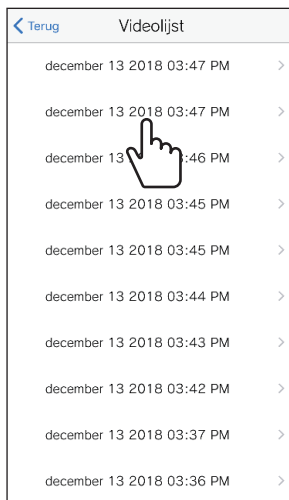 Terug Videolijst
december 13 2018 03:47 PM
december 13 2018 03:47 PM
december 13 :46 PM
december 13 2018 03:45 PM
december 13 2018 03:45 PM
december 13 2018 03:44 PM
december 13 2018 03:43 PM
december 13 2018 03:42 PM
december 13 2018 03:37 PM
december 13 2018 03:36 PM